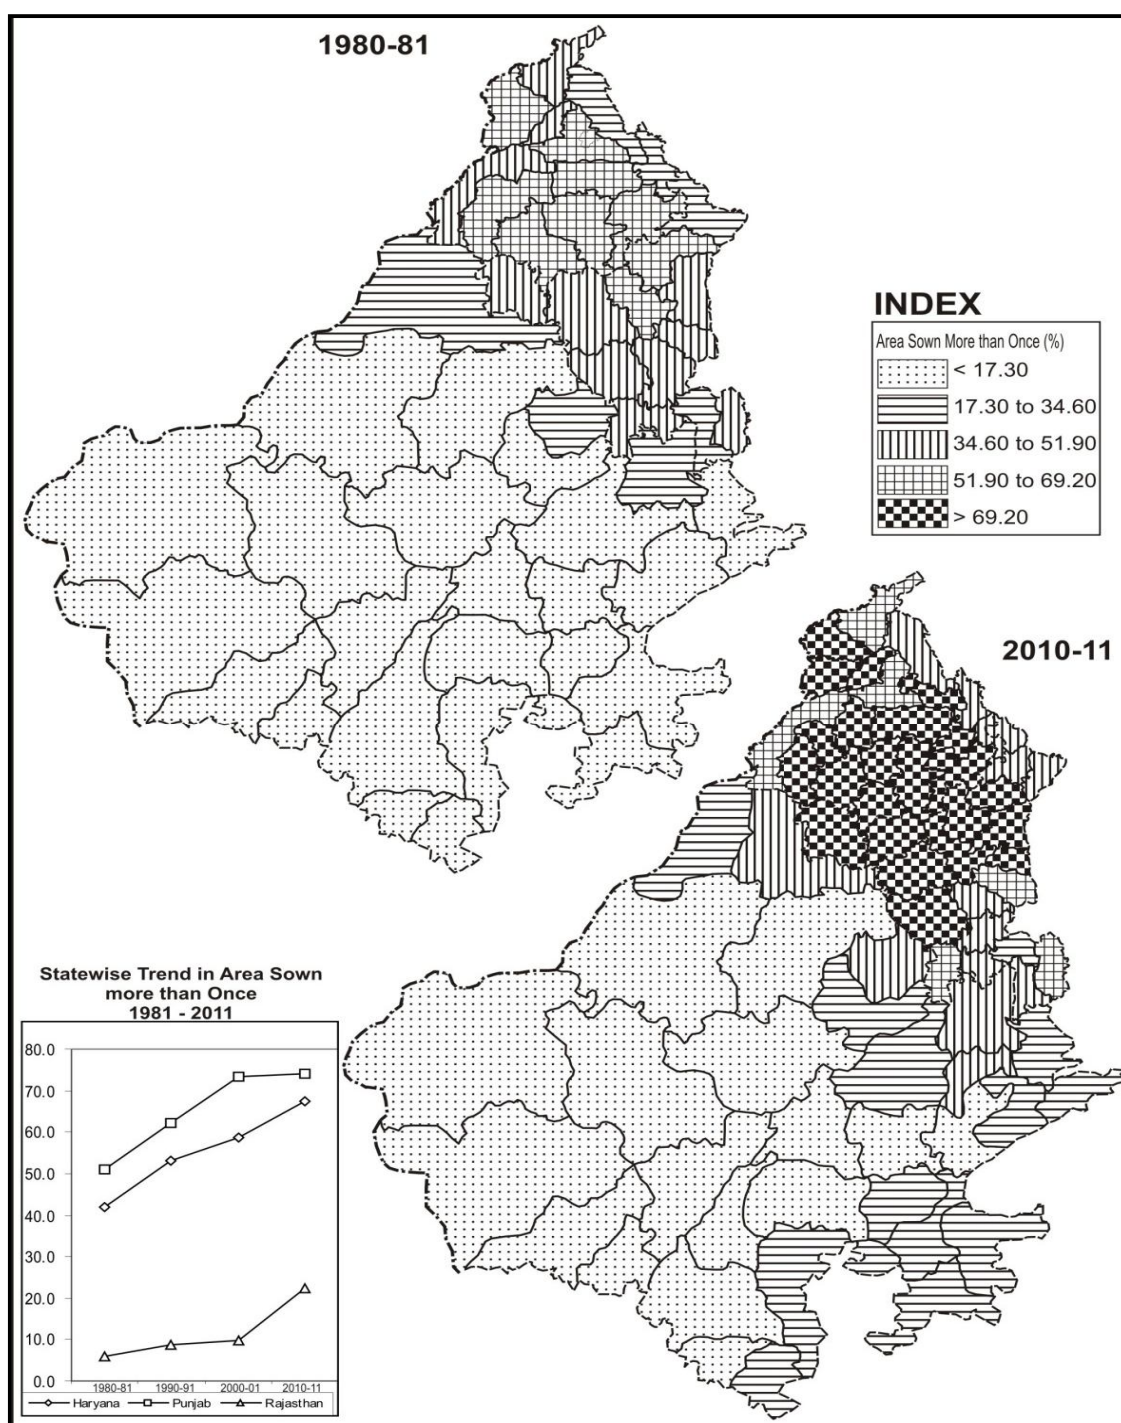 1980-81
INDEX
Area Sown More than Once (%)
< 17.30
17.30 to 34.60
34.60 to 51.90
51.90 to 69.20
> 69.20
2010-11
Statewise Trend in Area Sown
more than Once
1981 - 2011
80.0
70.0
60.0
50.0
40.0
30.0
20.0
10.0
0.0
1980-81 1990-91 2000-01 2010-11
Haryana Punjab Rajasthan